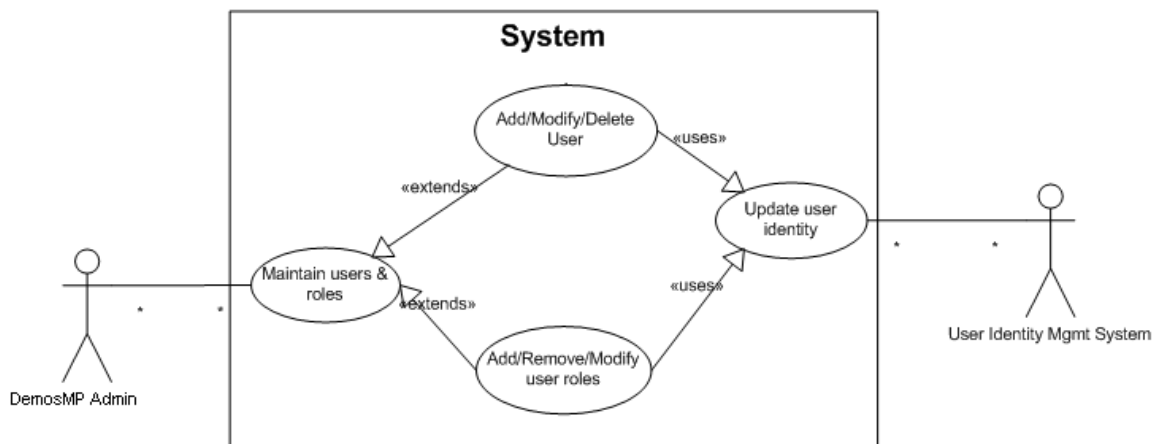 System
Add/Modify/Delete
User
«uses»
«extends»
Update user
identity
* *
Maintain users &
roles
* *
«extends»
«uses»
User Identity Mgmt System
Add/Remove/Modify
user roles
DemosMP Admin